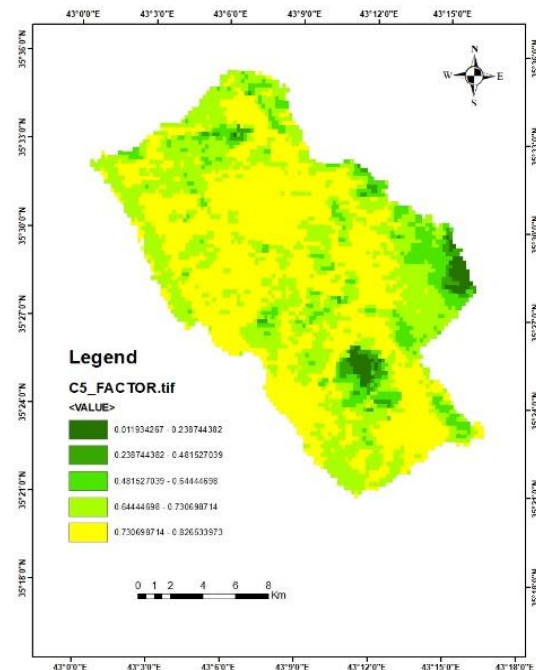 43°0'0"E 43°3'0"E 43°6'0"E 43°9'0"E 43°12'0"E 43°15'0"E
35°36'0"N
N
W E
S
35°33'0"N
35°30'0"N
35°27'0"N
35°24'0"N
35°21'0"N
35°18'0"N
Legend
C5_FACTOR.tif
<VALUE>
0.011934267 - 0.238744382
0.238744382 - 0.481527039
0.481527039 - 0.64444698
0.64444698 - 0.730698714
0.730698714 - 0.826533973
0 1 2 4 6 8
Km
43°0'0"E 43°3'0"E 43°6'0"E 43°9'0"E 43°12'0"E 43°15'0"E 43°18'0"E